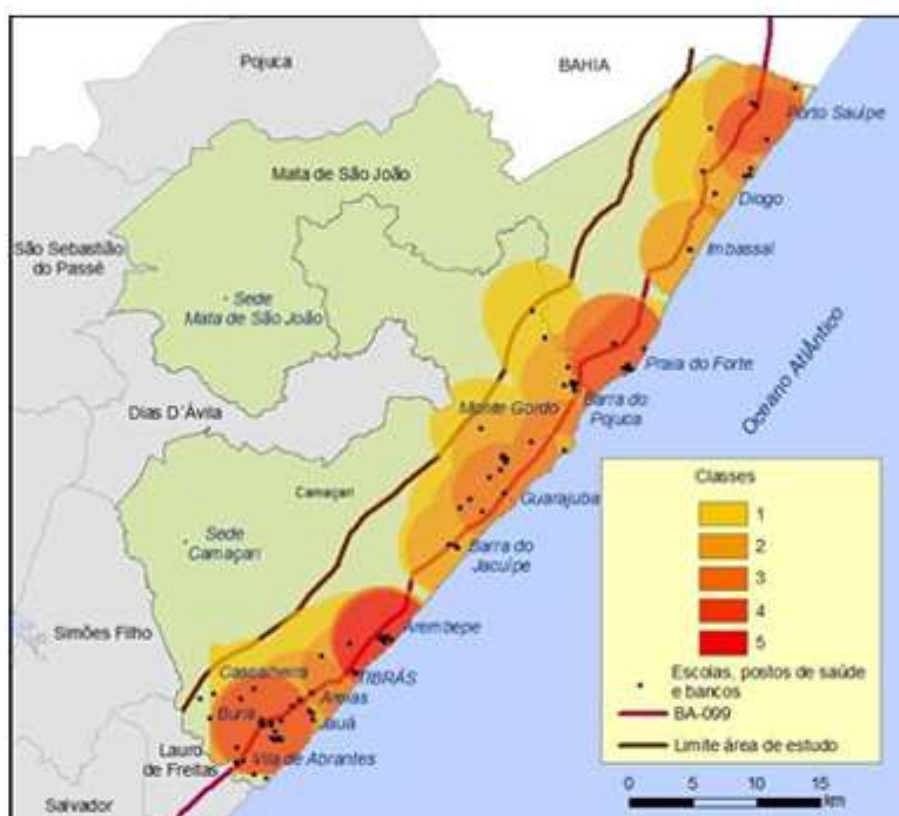 Pojuca
BAHIA
Porto Sauípe
Mata de São João
Diogo
São Sebastião
do Passé
Imbassaí
Sede
Mata de São João
Oceano AtlÂntico
Praia do Forte
Dias D´Ávila
Monte Gordo
Barra do
Pojuca
Camaçari
Classes
Guarajuba
1
Sede
Camaçari
2
Barra do
Jacuípe
3
4
Simões Filho
Arembepe
5
Cascalheira
TIBRÁS
Escolas, postos de saúde
e bancos
Areias
Buris
Jauá
BA-099
Lauro
de Freitas
Vila de Abrantes
Limite área de estudo
Salvador
0 5 10 15
km